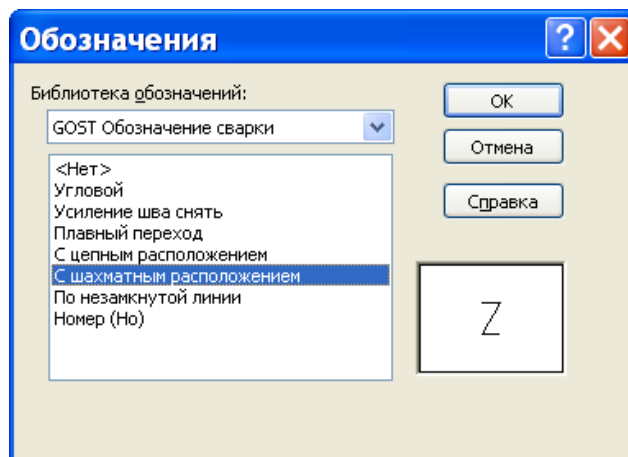 Обозначения
Библиотека обозначений:
GOST Обозначение сварки
<Нет>
Угловой
Усиление шва снять
Плавный переход
С цепным расположением
С шахматным расположением
По незамкнутой линии
Номер (Но)
OK
Отмена
Справка
Z